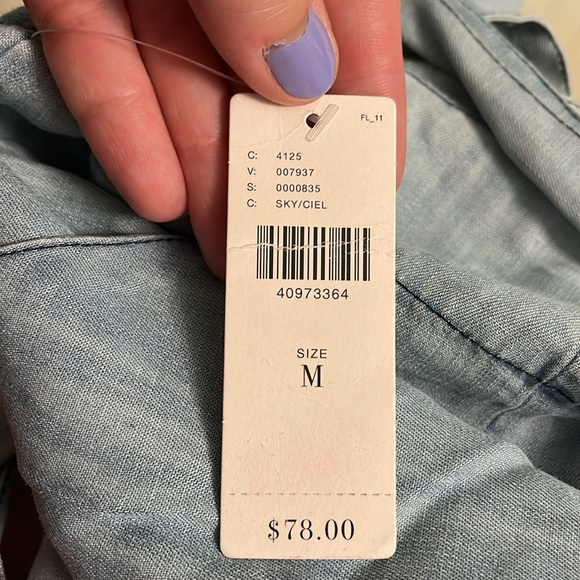 FL_11
C: 4125
V: 007937
S: 0000835
C: SKY/CIEL
40973364
SIZE
M
$78.00